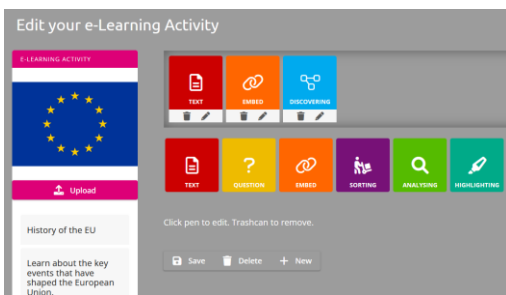 Edit your e-Learning Activity
E-LEARNING ACTIVITY
Upload
History of the EU
Learn about the key
events that have
shaped the European
Union.
TEXT
EMBED
DISCOVERING
TEXT
QUESTION
EMBED
SORTING
ANALYSING
HIGHLIGHTING
Click pen to edit. Trashcan to remove.
Save
Delete
New